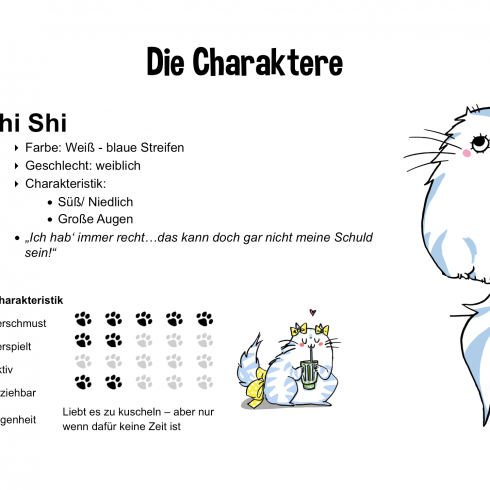 Die Charaktere
hi Shi
Farbe: Weiß - blaue Streifen
Geschlecht: weiblich
Charakteristik:
Süß/ Niedlich
Große Augen
„Ich hab‘ immer recht…das kann doch gar nicht meine Schuld
sein!“
harakteristik
erschmust
erspielt
ktiv
ziehbar
genheit
Liebt es zu kuscheln – aber nur
wenn dafür keine Zeit ist